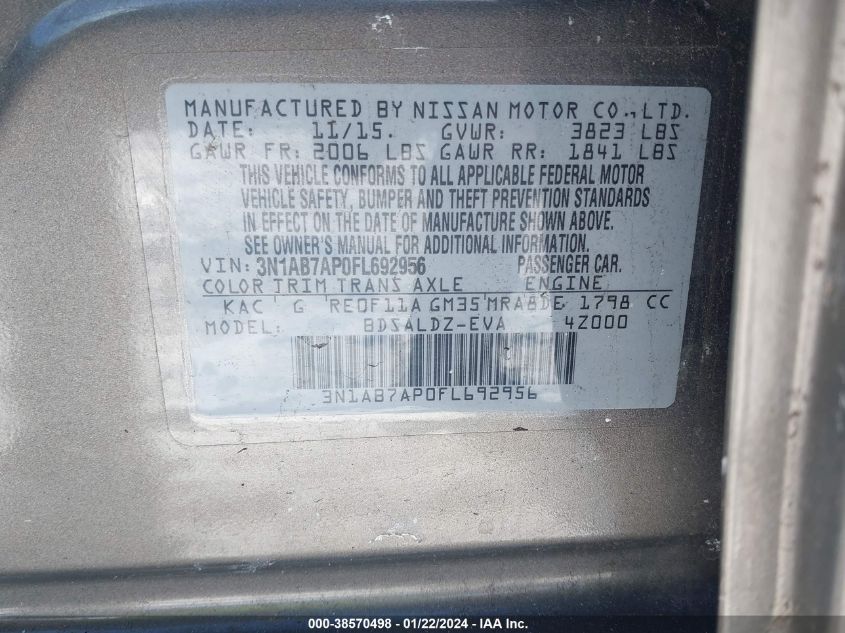 MANUFACTURED BY NISSAN MOTOR CO.,LTD.
DATE: 11/15. GVWR: 3823 LBS
GAWR FR: 2006 LBS GAWR RR: 1841 LBS
THIS VEHICLE CONFORMS TO ALL APPLICABLE FEDERAL MOTOR
VEHICLE SAFETY, BUMPER AND THEFT PREVENTION STANDARDS
IN EFFECT ON THE DATE OF MANUFACTURE SHOWN ABOVE.
SEE OWNER'S MANUAL FOR ADDITIONAL INFORMATION.
VIN: 3N1AB7AP0FL692956 PASSENGER CAR.
COLOR TRIM TRANS AXLE ENGINE
KAC G RE0F11A GM35 MRA8DE 1798 CC
MODEL: BDSALDZ-EVA 4Z000
3N1AB7AP0FL692956
000-38570498 - 01/22/2024 - IAAI.com